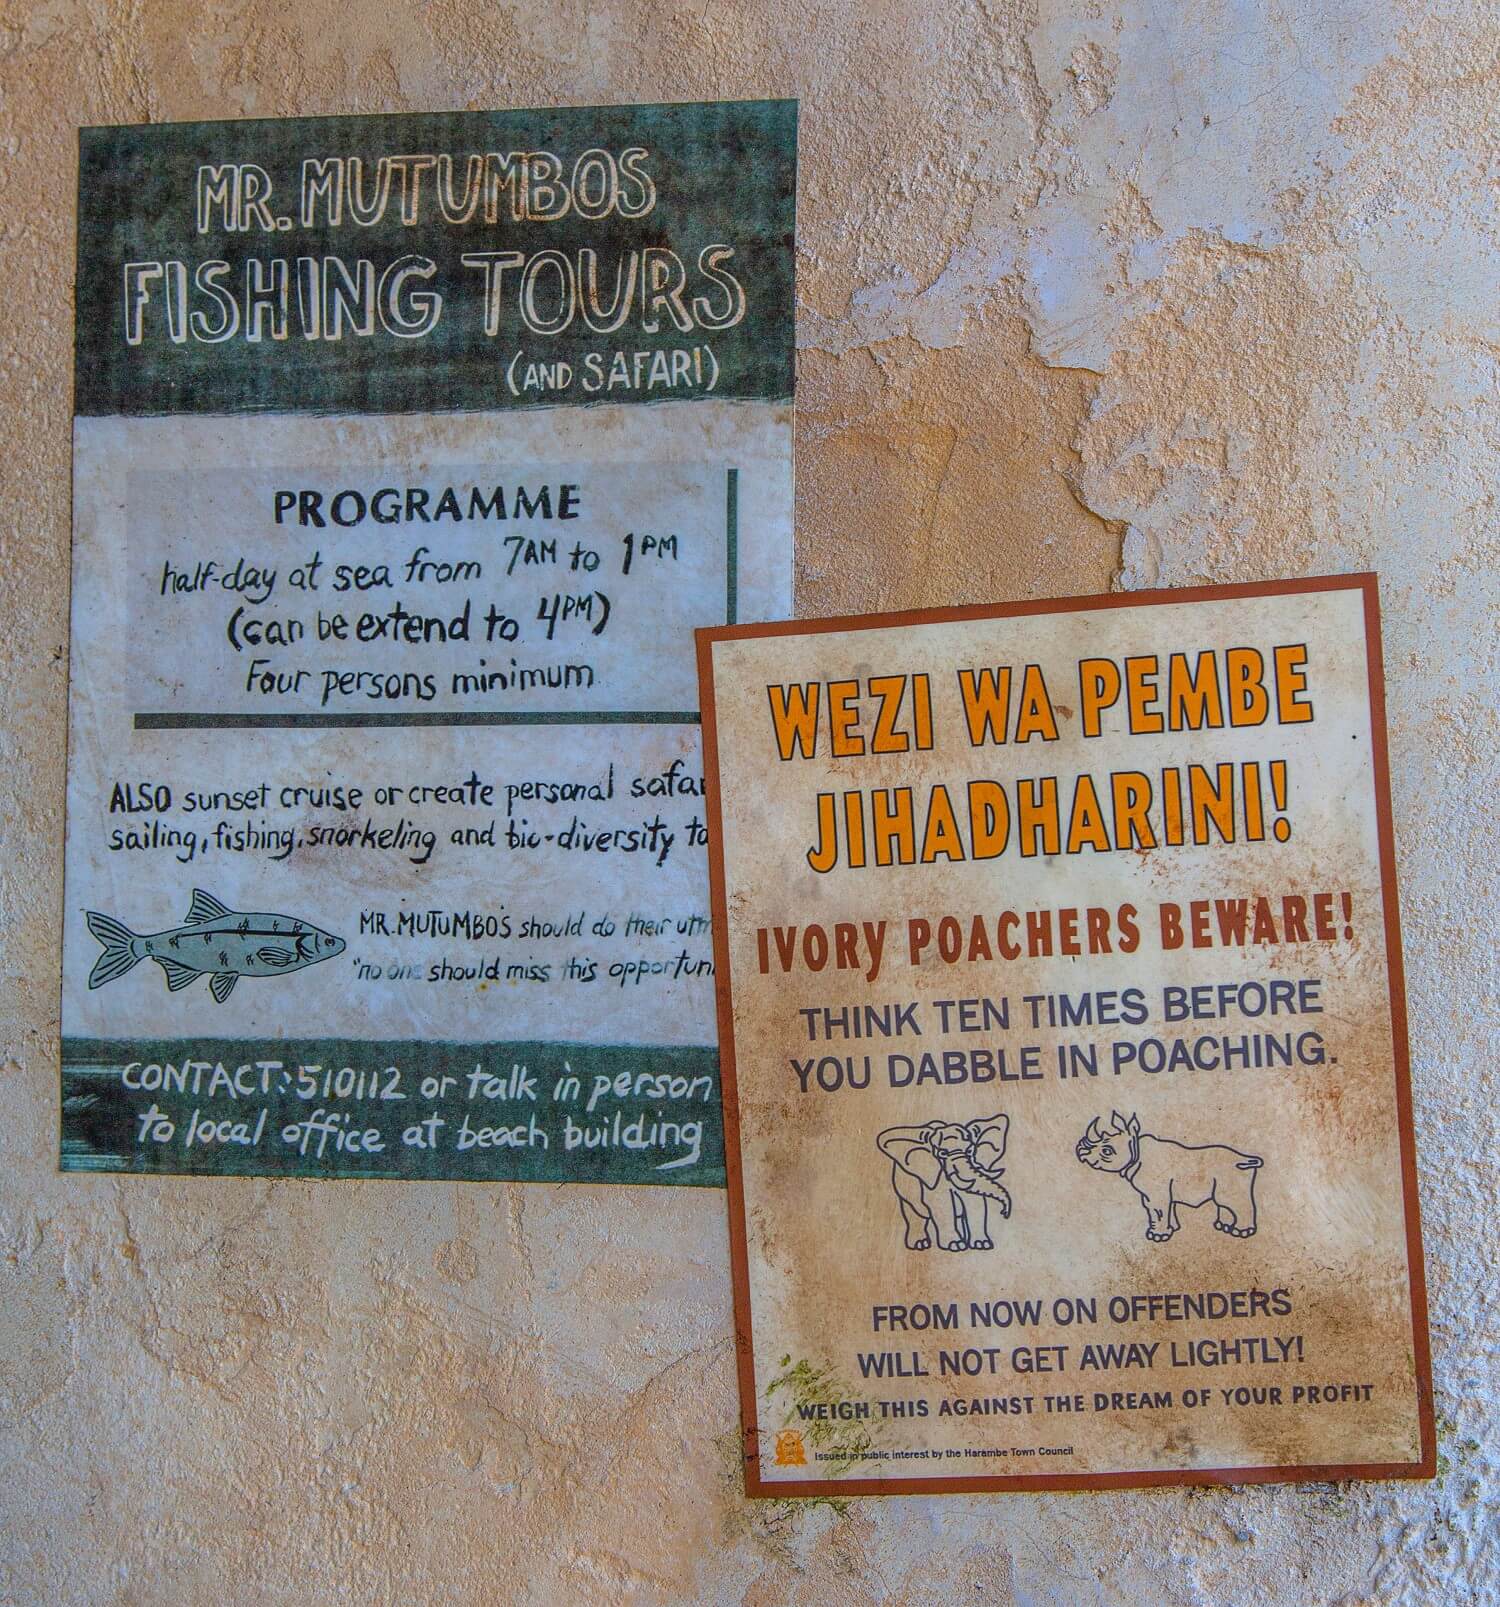 MR. MUTUMBOS
FISHING TOURS
(AND SAFARI)
PROGRAMME
half-day at sea from 7AM to 1PM
(can be extend to 4PM)
Four persons minimum
ALSO sunset cruise or create personal
sailing, fishing, snorkeling and bio-diversity
MR. MUTUMBO'S should do their
"no one should miss this
CONTACT: 510112 or talk in person
to local office at beach building
WEZI WA PEMBE
JIHADHARINI!
IVORY POACHERS BEWARE!
THINK TEN TIMES BEFORE
YOU DABBLE IN POACHING.
FROM NOW ON OFFENDERS
WILL NOT GET AWAY LIGHTLY!
WEIGH THIS AGAINST THE DREAM OF YOUR PROFIT
Issued in public interest by the Harambe Town Council